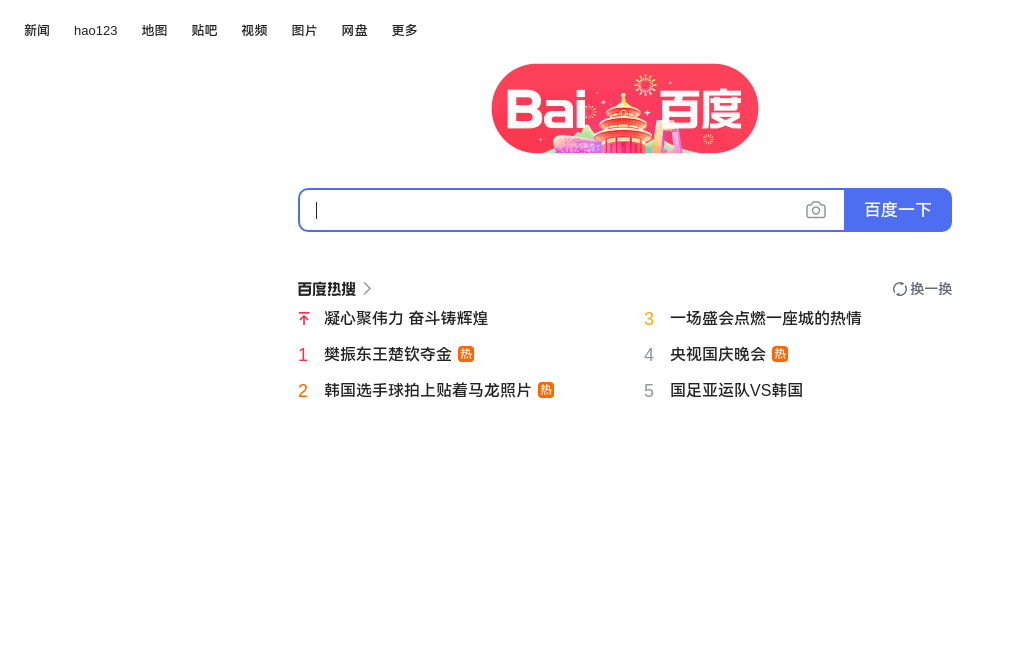 新闻 hao123 地图 贴吧 视频 图片 网盘 更多
Bai 百度
百度一下
百度热搜 换一换
凝心聚伟力 奋斗铸辉煌
3 一场盛会点燃一座城的热情
1 樊振东王楚钦夺金 热
4 央视国庆晚会 热
2 韩国选手球拍上贴着马龙照片 热
5 国足亚运队VS韩国